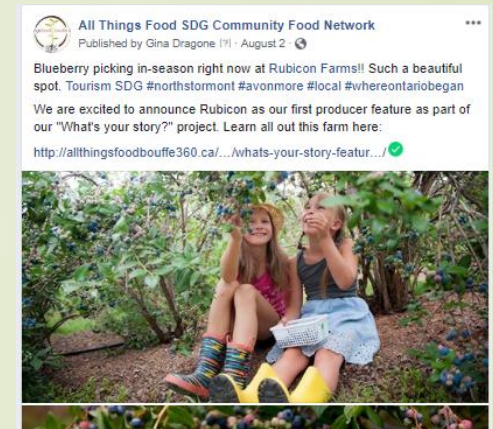 All Things Food SDG Community Food Network
Published by Gina Dragone [?] · August 2 ·
Blueberry picking in-season right now at Rubicon Farms!! Such a beautiful
spot. Tourism SDG #northstormont #avonmore #local #whereontariobegan
We are excited to announce Rubicon as our first producer feature as part of
our "What's your story?" project. Learn all out this farm here:
http://allthingsfoodbouffe360.ca/.../whats-your-story-featur.../